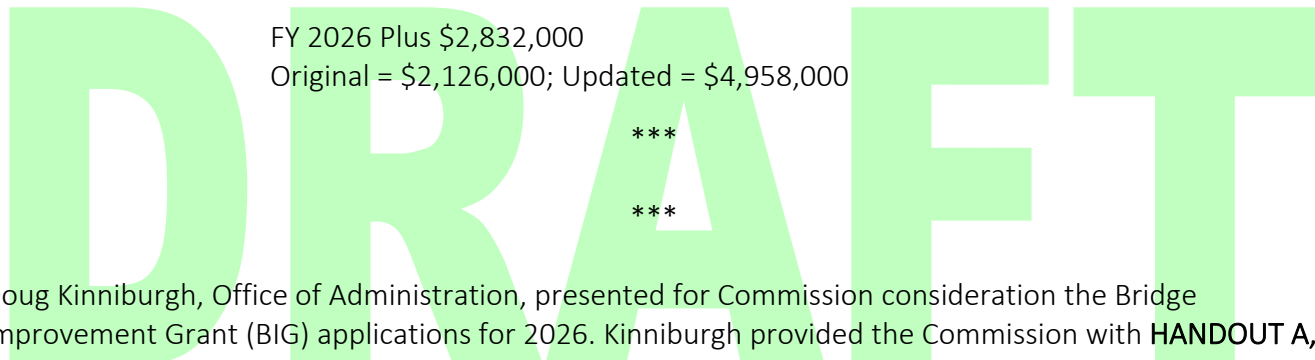 DRAFT
FY 2026 Plus $2,832,000
Original = $2,126,000; Updated = $4,958,000
***
***
oug Kinniburgh, Office of Administration, presented for Commission consideration the Bridge
mprovement Grant (BIG) applications for 2026. Kinniburgh provided the Commission with HANDOUT A,